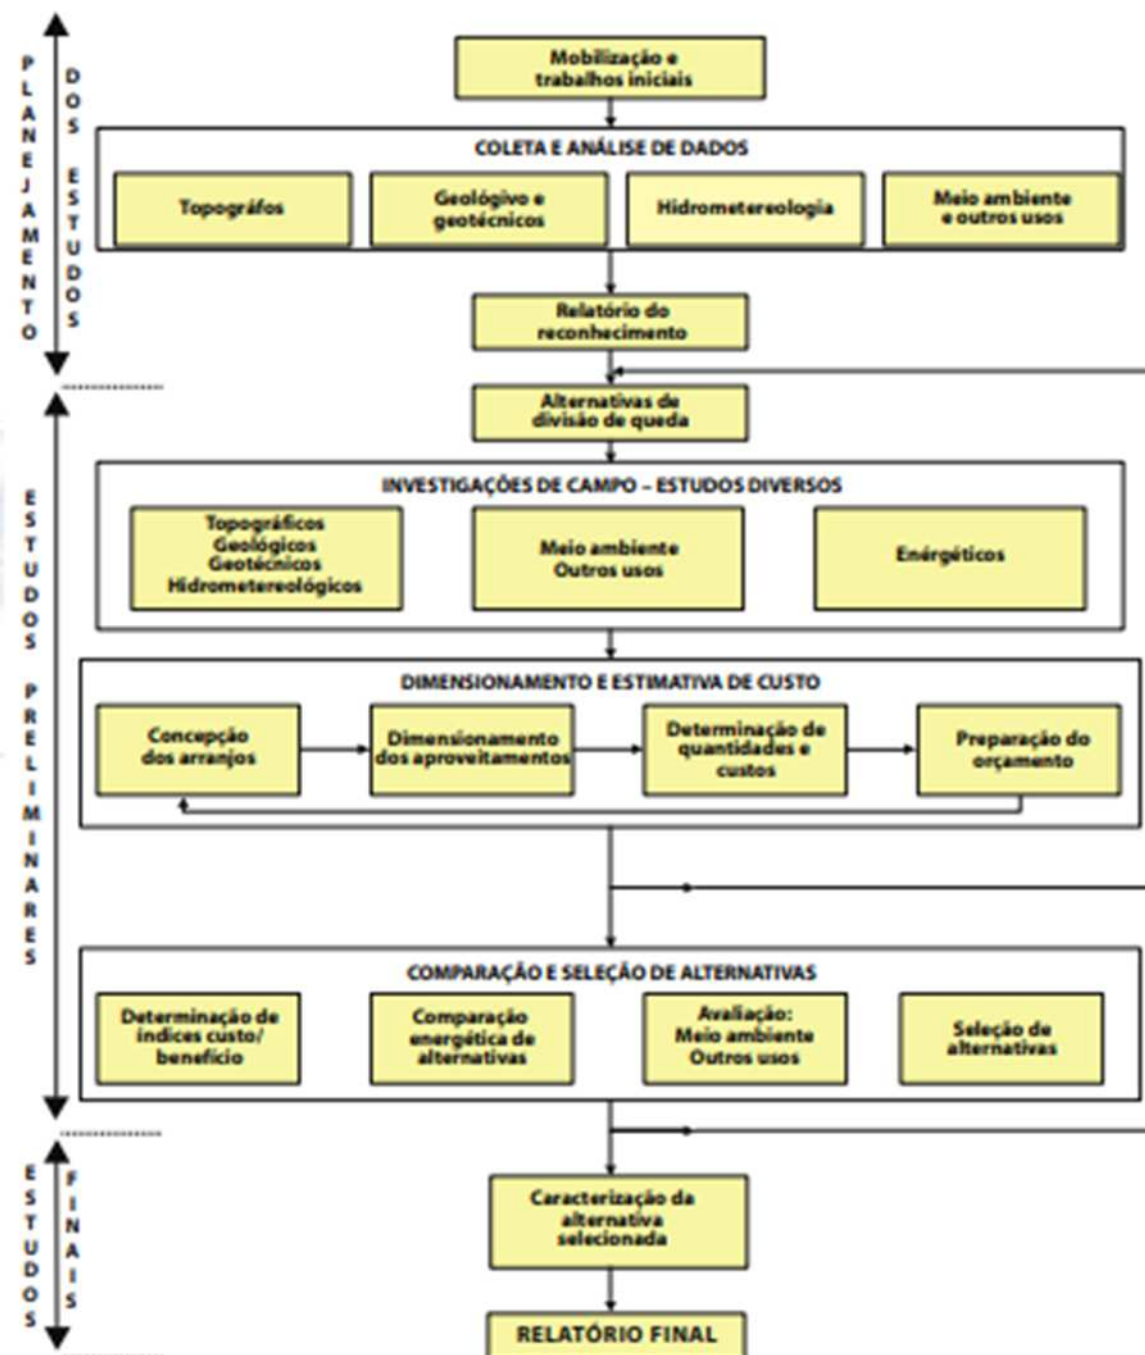 PLANEJAMENTO
DOS ESTUDOS
Mobilização e
trabalhos iniciais
COLETA E ANÁLISE DE DADOS
Topográfos
Geológivo e
geotécnicos
Hidrometereologia
Meio ambiente
e outros usos
Relatório do
reconhecimento
ESTUDOS PRELIMINARES
Alternativas de
divisão de queda
INVESTIGAÇÕES DE CAMPO – ESTUDOS DIVERSOS
Topográficos
Geológicos
Geotécnicos
Hidrometereológicos
Meio ambiente
Outros usos
Enérgéticos
DIMENSIONAMENTO E ESTIMATIVA DE CUSTO
Concepção
dos arranjos
Dimensionamento
dos aproveitamentos
Determinação de
quantidades e
custos
Preparação do
orçamento
COMPARAÇÃO E SELEÇÃO DE ALTERNATIVAS
Determinação de
índices custo/
benefício
Comparação
energética de
alternativas
Avaliação:
Meio ambiente
Outros usos
Seleção de
alternativas
ESTUDOS
FINAIS
Caracterização da
alternativa
selecionada
RELATÓRIO FINAL